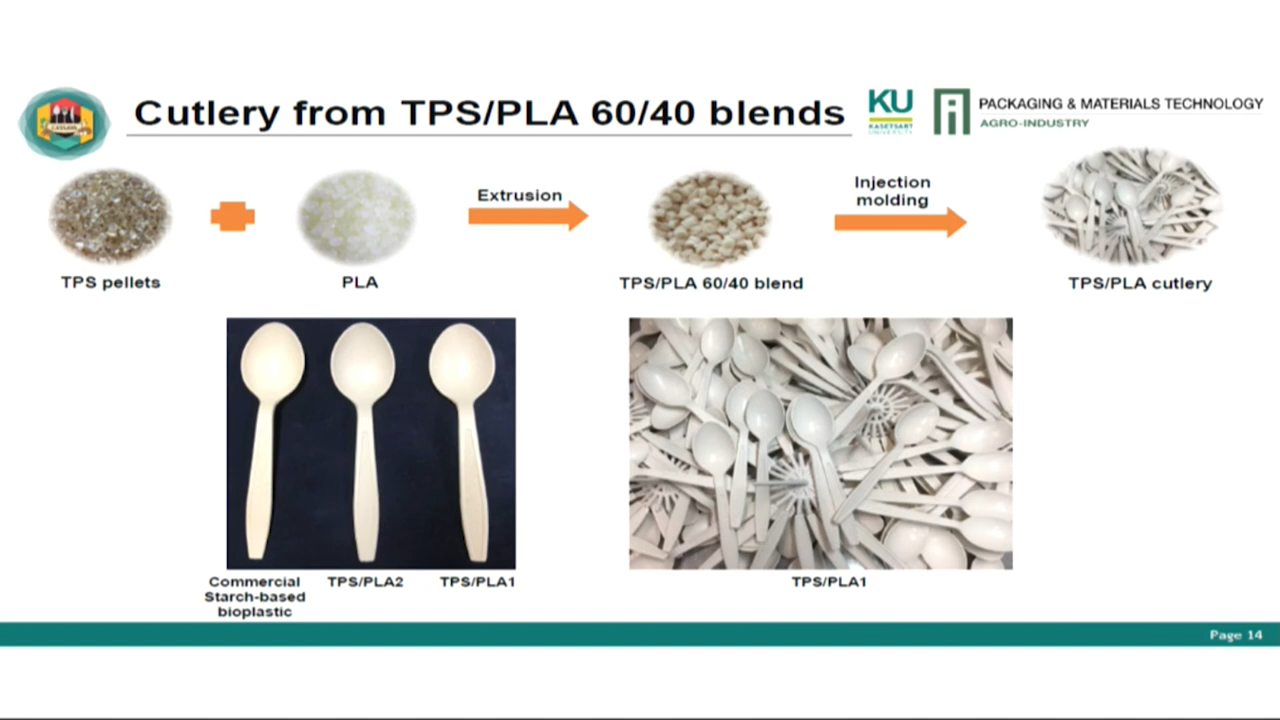 Cutlery from TPS/PLA 60/40 blends
KU
KASETSART
UNIVERSITY
PACKAGING & MATERIALS TECHNOLOGY
AGRO-INDUSTRY
Extrusion
Injection
molding
TPS pellets
PLA
TPS/PLA 60/40 blend
TPS/PLA cutlery
Commercial
Starch-based
bioplastic
TPS/PLA2
TPS/PLA1
TPS/PLA1
Page 14